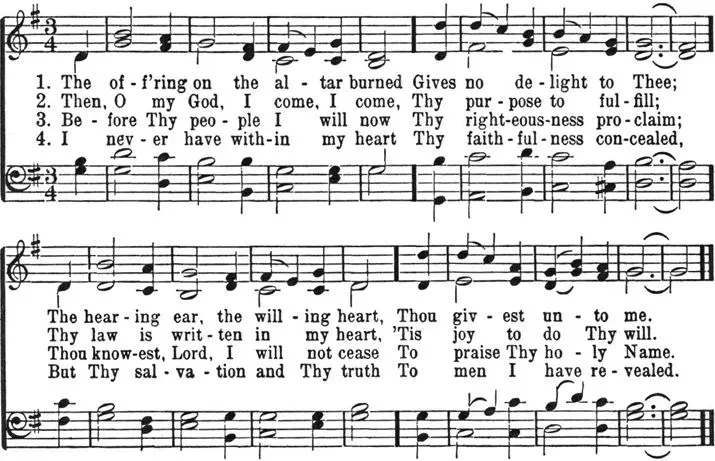 3
4
1. The of-f'ring on the al-tar burned Gives no de-light to Thee;
2. Then, O my God, I come, I come, Thy pur-pose to ful-fill;
3. Be-fore Thy peo-ple I will now Thy right-eous-ness pro-claim;
4. I nev-er have with-in my heart Thy faith-ful-ness con-cealed,
3
4
The hear-ing ear, the will-ing heart, Thou giv-est un-to me.
Thy law is writ-ten in my heart, 'Tis joy to do Thy will.
Thou know-est, Lord, I will not cease To praise Thy ho-ly Name.
But Thy sal-va-tion and Thy truth To men I have re-vealed.